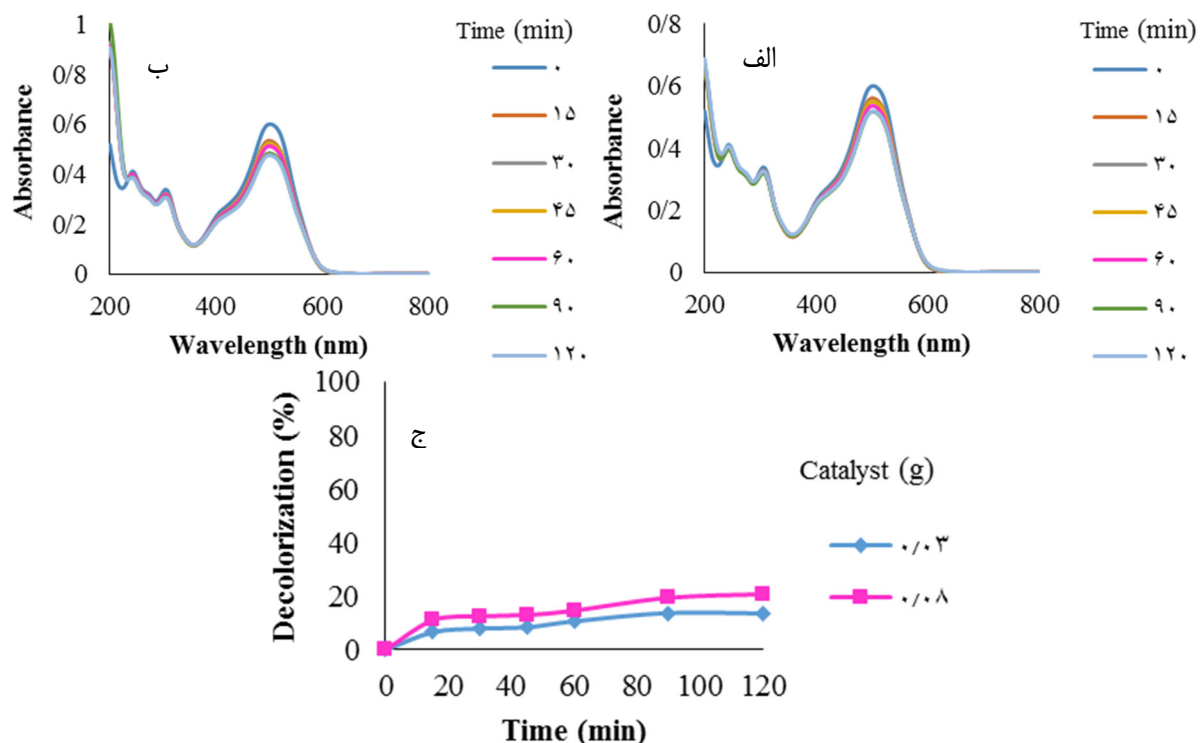 ب
Time (min)
۰
۱۵
۳۰
۴۵
۶۰
۹۰
۱۲۰
Absorbance
1
0/8
0/6
0/4
0/2
0
200 400 600 800
Wavelength (nm)
الف
Time (min)
۰
۱۵
۳۰
۴۵
۶۰
۹۰
۱۲۰
Absorbance
0/8
0/6
0/4
0/2
0
200 400 600 800
Wavelength (nm)
ج
Decolorization (%)
100
80
60
40
20
0
0 20 40 60 80 100 120
Time (min)
Catalyst (g)
۰/۰۳
۰/۰۸